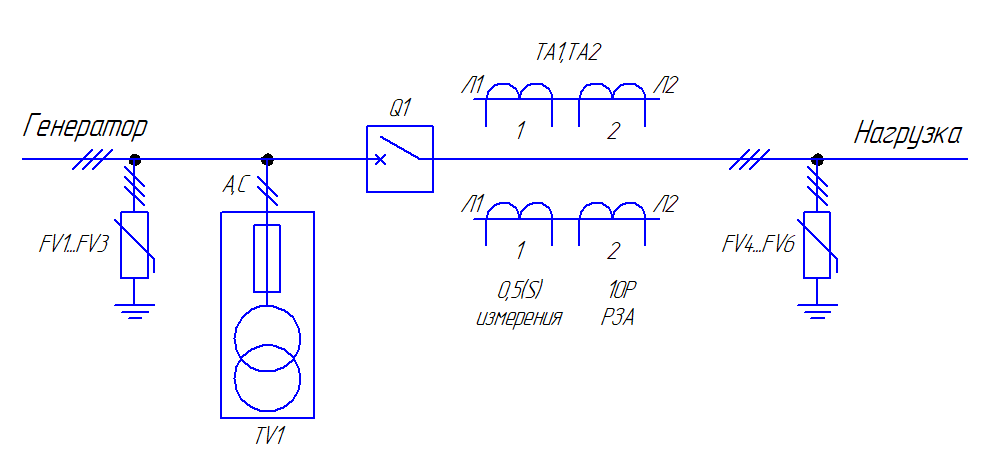 ТА1,ТА2
Л1 Л2
Q1
1 2
Генератор
Нагрузка
А,С
Л1 Л2
FV1...FV3
1 2
FV4...FV6
0,5(S) 10Р
измерения РЗА
TV1